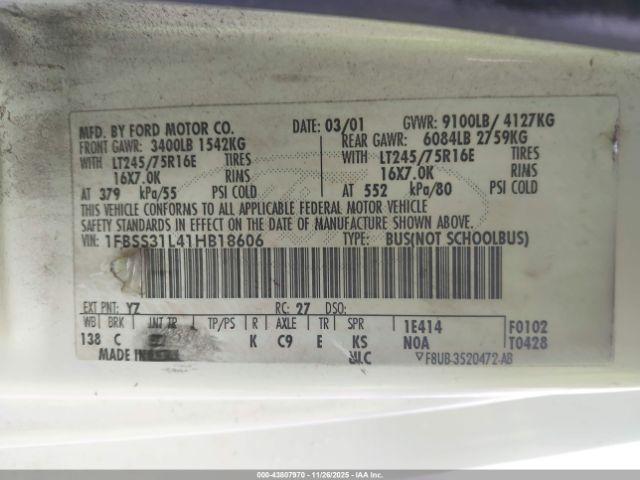 MFD. BY FORD MOTOR CO. DATE: 03/01 GVWR: 9100LB/ 4127KG
FRONT GAWR: 3400LB 1542KG REAR GAWR: 6084LB 2759KG
WITH LT245/75R16E TIRES WITH LT245/75R16E TIRES
16X7.0K RIMS 16X7.0K RIMS
AT 379 kPa/55 PSI COLD AT 552 kPa/80 PSI COLD
THIS VEHICLE CONFORMS TO ALL APPLICABLE FEDERAL MOTOR VEHICLE
SAFETY STANDARDS IN EFFECT ON THE DATE OF MANUFACTURE SHOWN ABOVE.
VIN: 1FBSS31L41HB18606 TYPE: BUS(NOT SCHOOLBUS)
EXT PNT: YZ RC: 27 DSO:
WB BRK INT TR TP/PS R AXLE TR SPR 1E414 F0102
138 C K C9 E KS N0A T0428
MADE IN ULC F8UB-3520472-AB
000-43807970 - 11/26/2025 - IAAI.COM